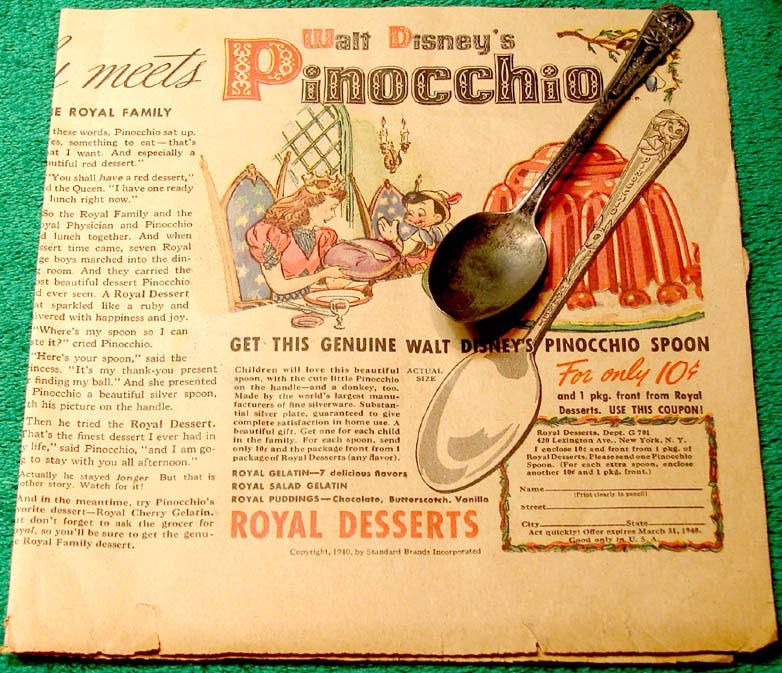 meets
E ROYAL FAMILY
these words, Pinocchio sat up.
es, something to eat—that's
at I want. And especially a
utiful red dessert."
"You shall have a red dessert,"
d the Queen. "I have one ready
lunch right now."
So the Royal Family and the
yal Physician and Pinocchio
d lunch together. And when
ssert time came, seven Royal
ge boys marched into the din-
g room. And they carried the
ost beautiful dessert Pinocchio
d ever seen. A Royal Dessert
at sparkled like a ruby and
ivered with happiness and joy.
"Where's my spoon so I can
ste it?" cried Pinocchio.
"Here's your spoon," said the
incess. "It's my thank-you present
finding my ball." And she presented
Pinocchio a beautiful silver spoon,
th his picture on the handle.
Then he tried the Royal Dessert.
That's the finest dessert I ever had in
y life," said Pinocchio, "and I am go-
g to stay with you all afternoon."
Actually he stayed longer But that is
other story. Watch for it
And in the meantime, try Pinocchio's
vorite dessert—Royal Cherry Gelatin.
ut don't forget to ask the grocer for
oyal, so you'll be sure to get the genu-
e Royal Family dessert.
Walt Disney's
Pinocchio
PINOCCHIO
GET THIS GENUINE WALT DISNEY'S PINOCCHIO SPOON
Children will love this beautiful
spoon, with the cute little Pinocchio
on the handle—and a donkey, too.
Made by the world's largest manu-
facturers of fine silverware. Substan-
tial silver plate, guaranteed to give
complete satisfaction in home use. A
beautiful gift. Get one for each child
in the family. For each spoon, send
only 10¢ and the package front from 1
package of Royal Desserts (any flavor).
ACTUAL
SIZE
ROYAL GELATIN—7 delicious flavors
ROYAL SALAD GELATIN
ROYAL PUDDINGS—Chocolate, Butterscotch, Vanilla
ROYAL DESSERTS
Copyright, 1940, by Standard Brands Incorporated
For only 10¢
and 1 pkg. front from Royal
Desserts. USE THIS COUPON!
Royal Desserts, Dept. G 701
420 Lexington Ave., New York, N. Y.
I enclose 10¢ and front from 1 pkg. of
Royal Desserts. Please send one Pinocchio
Spoon. (For each extra spoon, enclose
another 10¢ and pkg. front.)
Name
(Print clearly in pencil)
Street
City State
Act quickly! Offer expires March 31, 1940.
Good only in U. S. A.